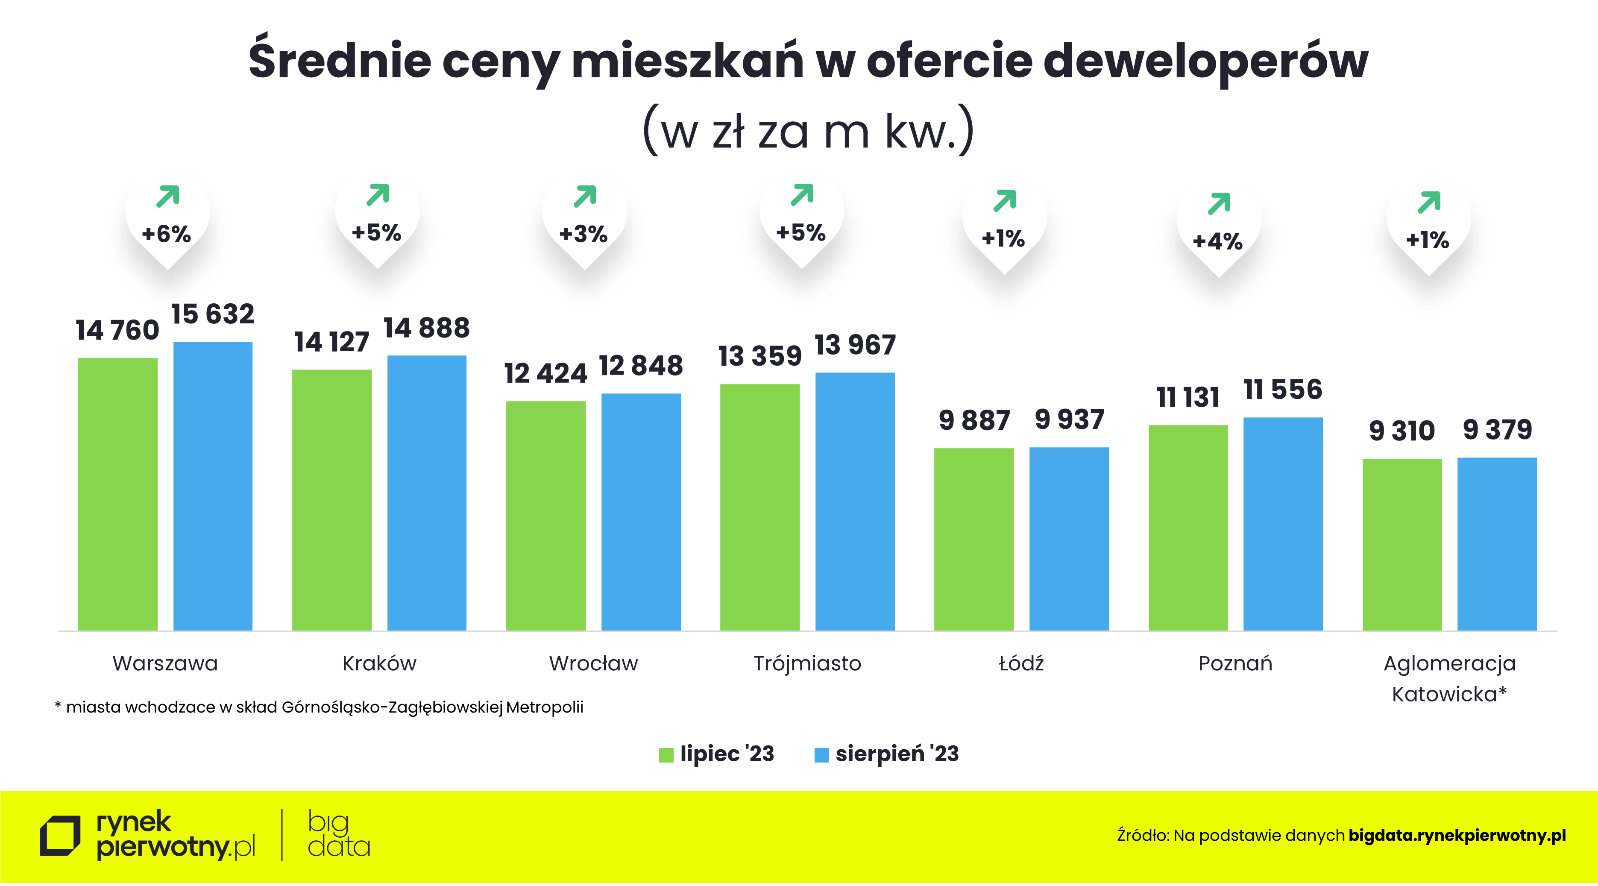 Średnie ceny mieszkań w ofercie deweloperów
(w zł za m kw.)
+6%
+5%
+3%
+5%
+1%
+4%
+1%
14 760
15 632
14 127
14 888
12 424
12 848
13 359
13 967
9 887
9 937
11 131
11 556
9 310
9 379
Warszawa
Kraków
Wrocław
Trójmiasto
Łódź
Poznań
Aglomeracja
Katowicka*
* miasta wchodzace w skład Górnośląsko-Zagłębiowskiej Metropolii
lipiec '23
sierpień '23
rynek
pierwotny.pl
big
data
Źródło: Na podstawie danych bigdata.rynekpierwotny.pl